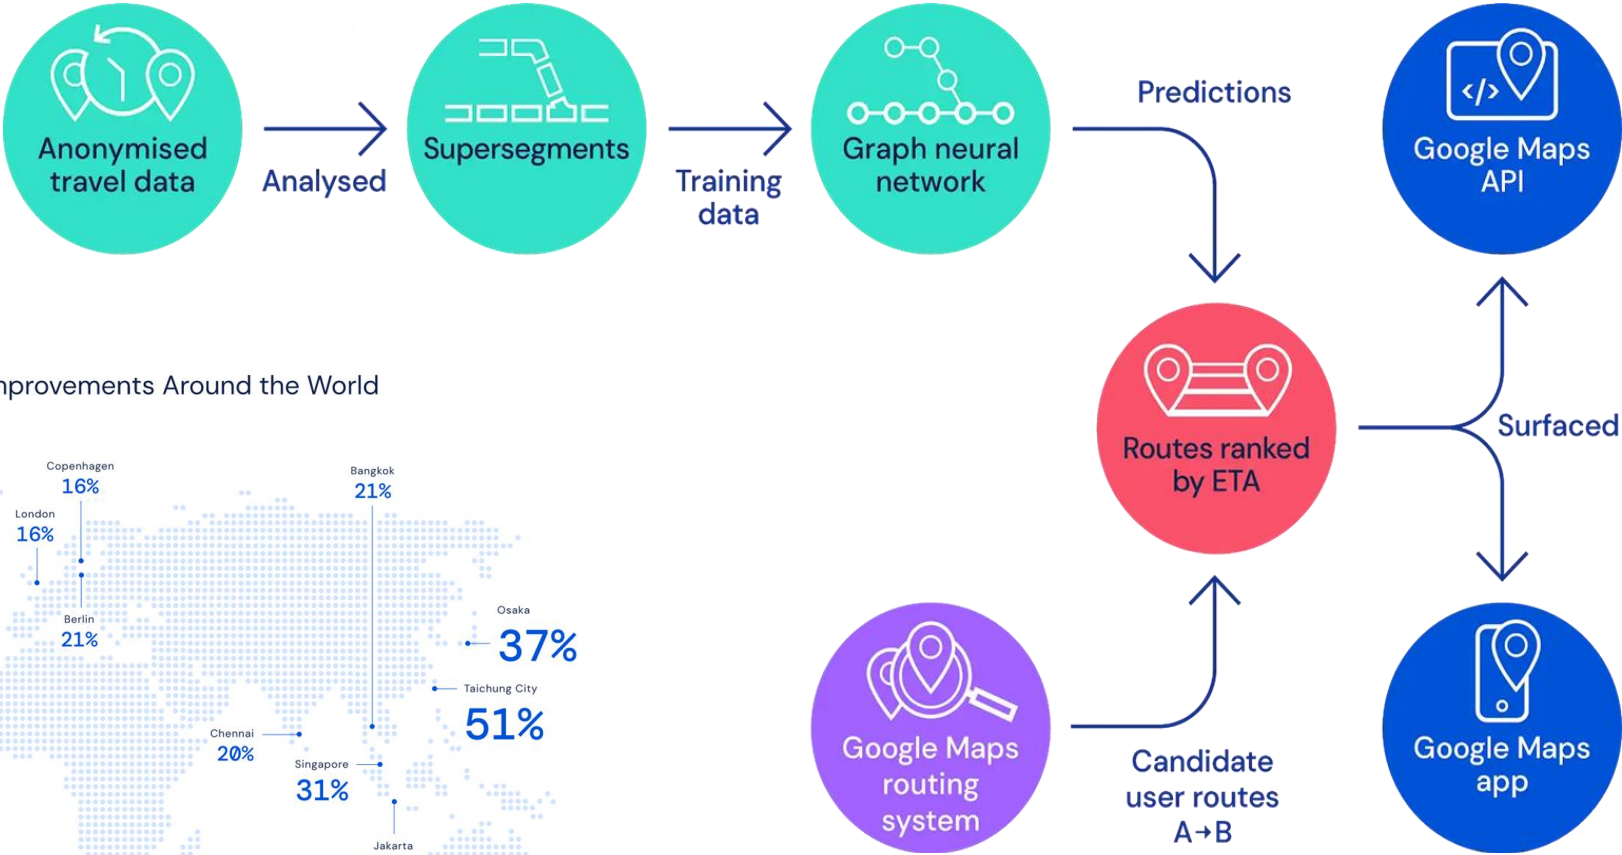 Anonymised
travel data
Analysed
Supersegments
Training
data
Graph neural
network
Predictions
</>
Google Maps
API
Routes ranked
by ETA
Surfaced
Google Maps
routing
system
Candidate
user routes
A→B
Google Maps
app
Around the World
Copenhagen
16%
London
16%
Bangkok
21%
Berlin
21%
Osaka
37%
Taichung City
51%
Chennai
20%
Singapore
31%
Jakarta